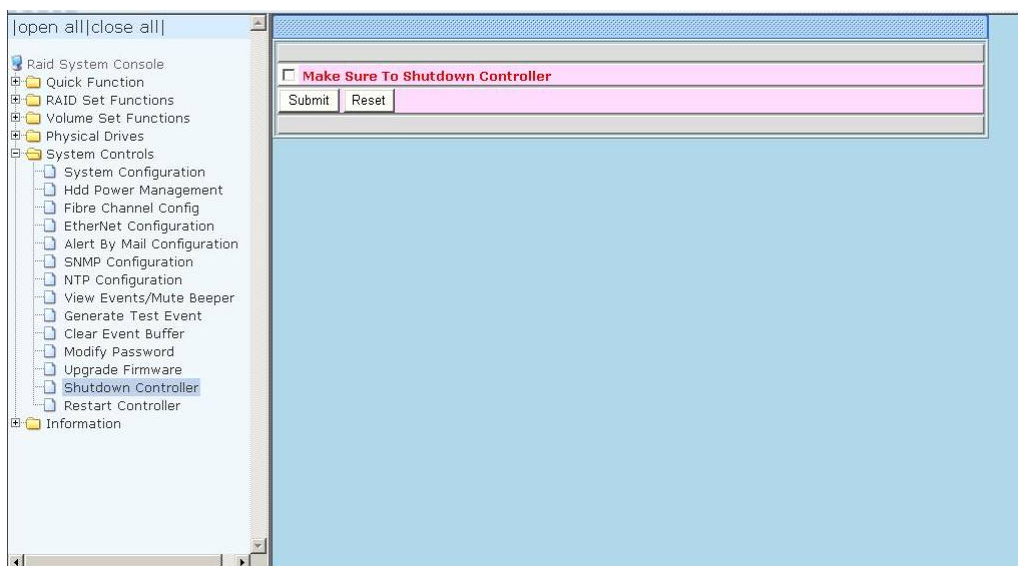 |open all|close all|
Raid System Console
Quick Function
RAID Set Functions
Volume Set Functions
Physical Drives
System Controls
System Configuration
Hdd Power Management
Fibre Channel Config
EtherNet Configuration
Alert By Mail Configuration
SNMP Configuration
NTP Configuration
View Events/Mute Beeper
Generate Test Event
Clear Event Buffer
Modify Password
Upgrade Firmware
Shutdown Controller
Restart Controller
Information
Make Sure To Shutdown Controller
Submit Reset